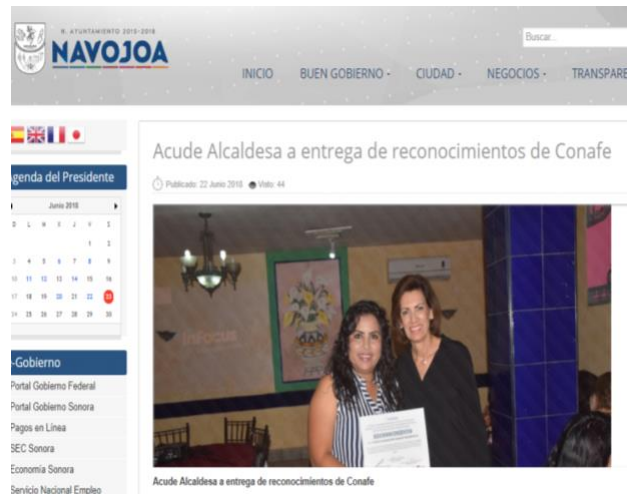 H. AYUNTAMIENTO 2015-2018
NAVOJOA
Buscar...
INICIO
BUEN GOBIERNO -
CIUDAD -
NEGOCIOS -
TRANSPARE
genda del Presidente
Junio 2018
D L M X J V S
1 2
3 4 5 6 7 8 9
10 11 12 13 14 15 16
17 18 19 20 21 22 23
24 25 26 27 28 29 30
-Gobierno
Portal Gobierno Federal
Portal Gobierno Sonora
Pagos en Línea
SEC Sonora
Economía Sonora
Servicio Nacional Empleo
Acude Alcaldesa a entrega de reconocimientos de Conafe
Publicado: 22 Junio 2018
Visto: 44
infocus
RECONOCIMIENTO
Acude Alcaldesa a entrega de reconocimientos de Conafe